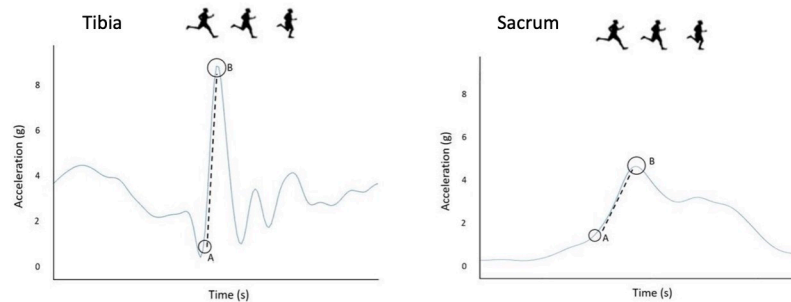 Tibia
B
8
6
4
2
0
A
Acceleration (g)
Time (s)
Sacrum
8
6
B
4
2
A
0
Acceleration (g)
Time (s)